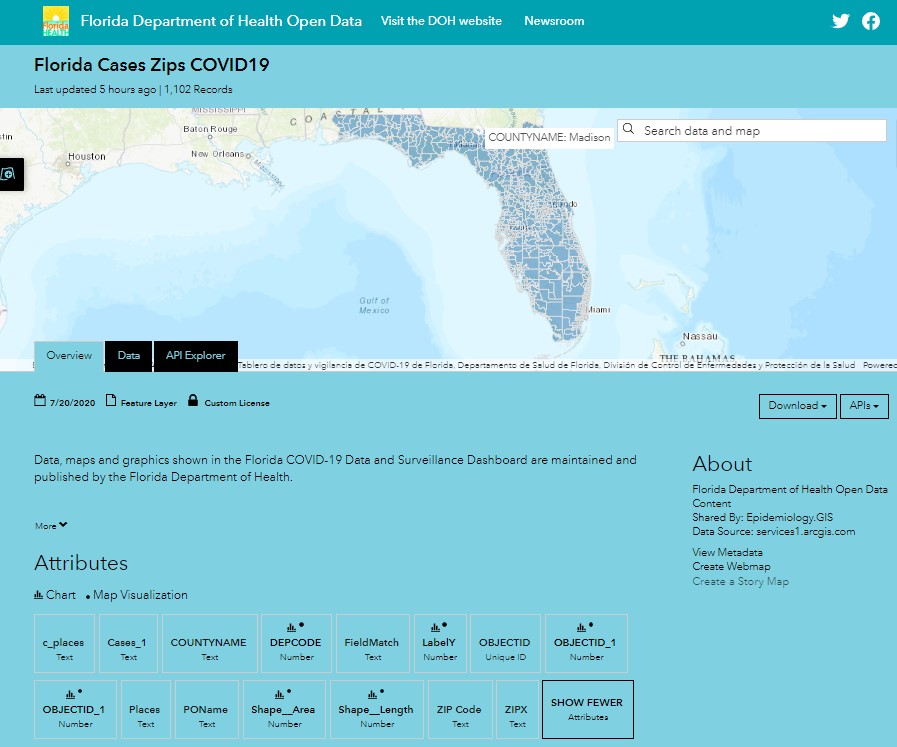 Florida HEALTH
Florida Department of Health Open Data
Visit the DOH website
Newsroom
Florida Cases Zips COVID19
Last updated 5 hours ago | 1,102 Records
MISSISSIPPI
COASTAL
Baton Rouge
COUNTYNAME: Madison
Search data and map
Houston
New Orleans
Gulf of
Mexico
Miami
Nassau
THE BAHAMAS
Overview
Data
API Explorer
Tablero de datos y vigilancia de COVID-19 de Florida, Departamento de Salud de Florida, División de Control de Enfermedades y Protección de la Salud
Powered
7/20/2020
Feature Layer
Custom License
Download
APIs
Data, maps and graphics shown in the Florida COVID-19 Data and Surveillance Dashboard are maintained and
published by the Florida Department of Health.
More
About
Florida Department of Health Open Data
Content
Shared By: Epidemiology.GIS
Data Source: services1.arcgis.com
View Metadata
Create Webmap
Create a Story Map
Attributes
Chart
Map Visualization
c_places
Text
Cases_1
Text
COUNTYNAME
Text
DEPCODE
Number
FieldMatch
Text
LabelY
Number
OBJECTID
Unique ID
OBJECTID_1
Number
OBJECTID_1
Number
Places
Text
POName
Text
Shape__Area
Number
Shape__Length
Number
ZIP Code
Text
ZIPX
Text
SHOW FEWER
Attributes